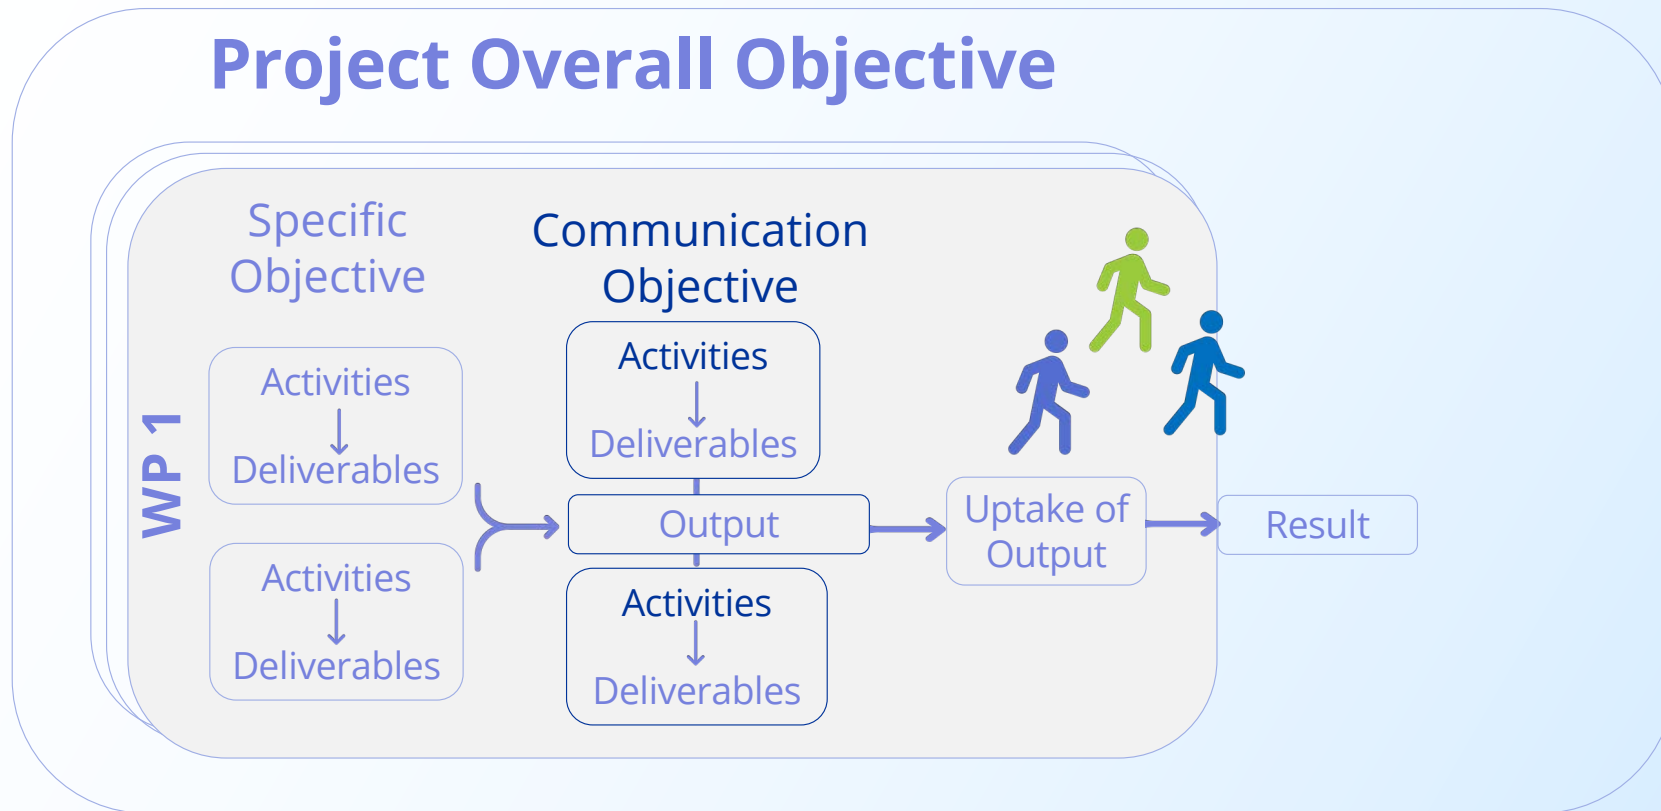 Project Overall Objective
WP 1
Specific
Objective
Activities
Deliverables
Activities
Deliverables
Communication
Objective
Activities
Deliverables
Output
Activities
Deliverables
Uptake of
Output
Result